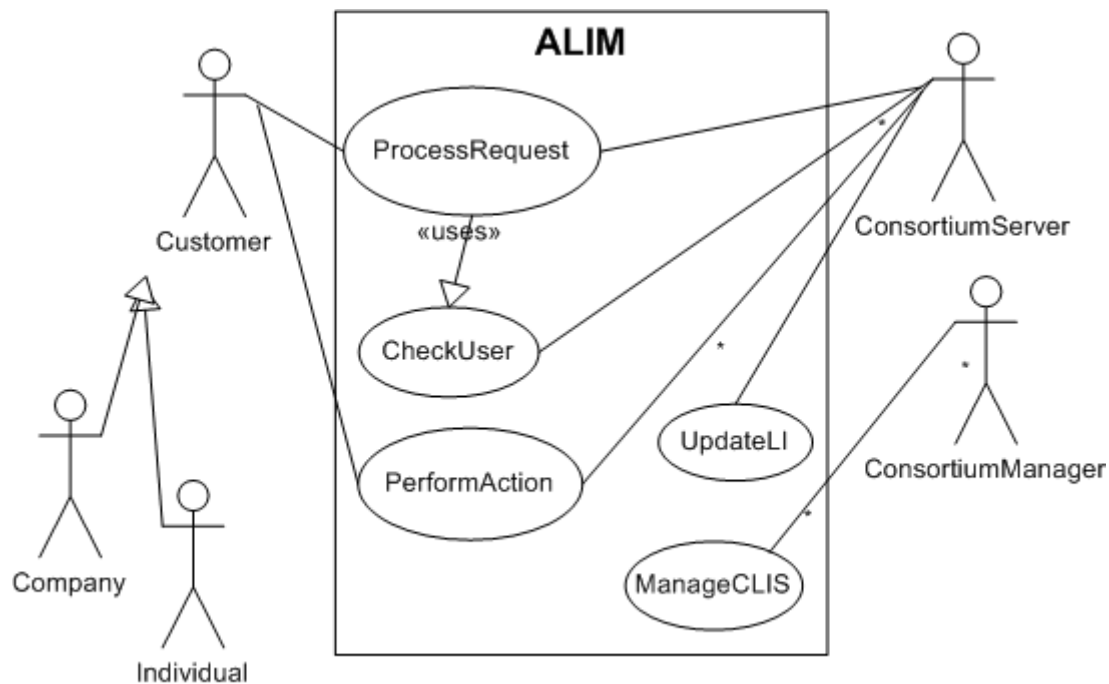 ALIM
ProcessRequest
*
Customer
«uses»
ConsortiumServer
CheckUser
*
*
UpdateLI
PerformAction
ConsortiumManager
*
Company
ManageCLIS
Individual